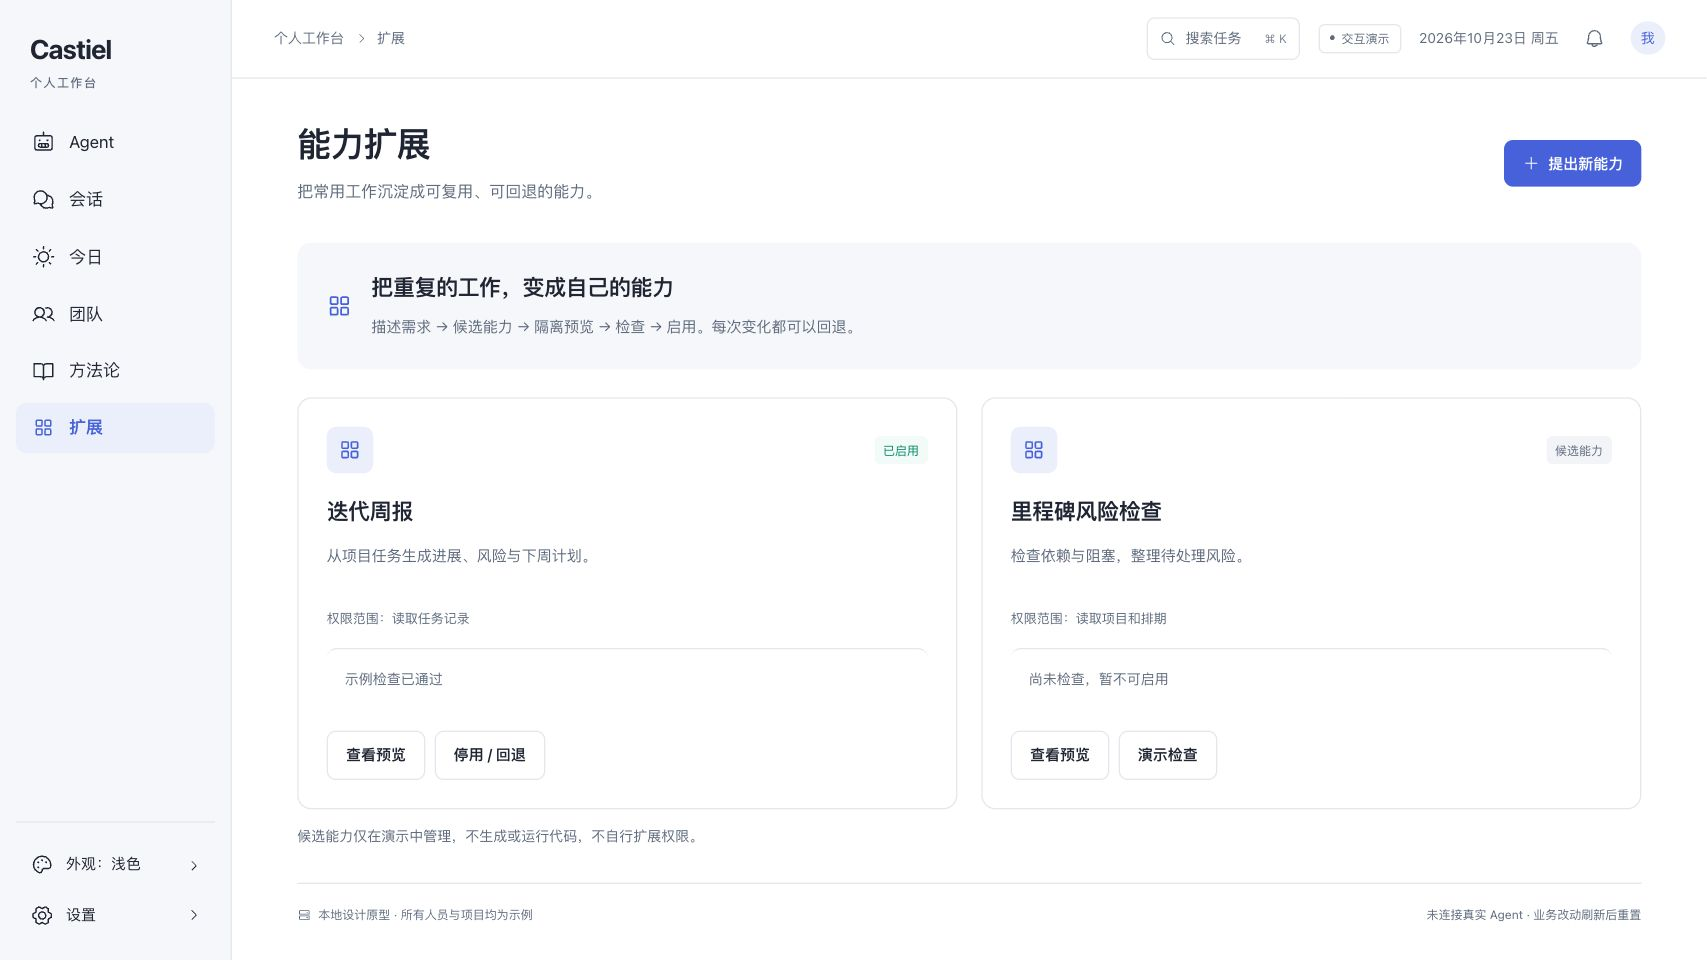 Castiel
个人工作台
Agent
会话
今日
团队
方法论
扩展
外观：浅色
设置
个人工作台 > 扩展
搜索任务 ⌘ K
• 交互演示
2026年10月23日 周五
我
能力扩展
把常用工作沉淀成可复用、可回退的能力。
+ 提出新能力
把重复的工作，变成自己的能力
描述需求 → 候选能力 → 隔离预览 → 检查 → 启用。每次变化都可以回退。
已启用
迭代周报
从项目任务生成进展、风险与下周计划。
权限范围：读取任务记录
示例检查已通过
查看预览
停用 / 回退
候选能力
里程碑风险检查
检查依赖与阻塞，整理待处理风险。
权限范围：读取项目和排期
尚未检查，暂不可启用
查看预览
演示检查
候选能力仅在演示中管理，不生成或运行代码，不自行扩展权限。
本地设计原型 · 所有人员与项目均为示例
未连接真实 Agent · 业务改动刷新后重置